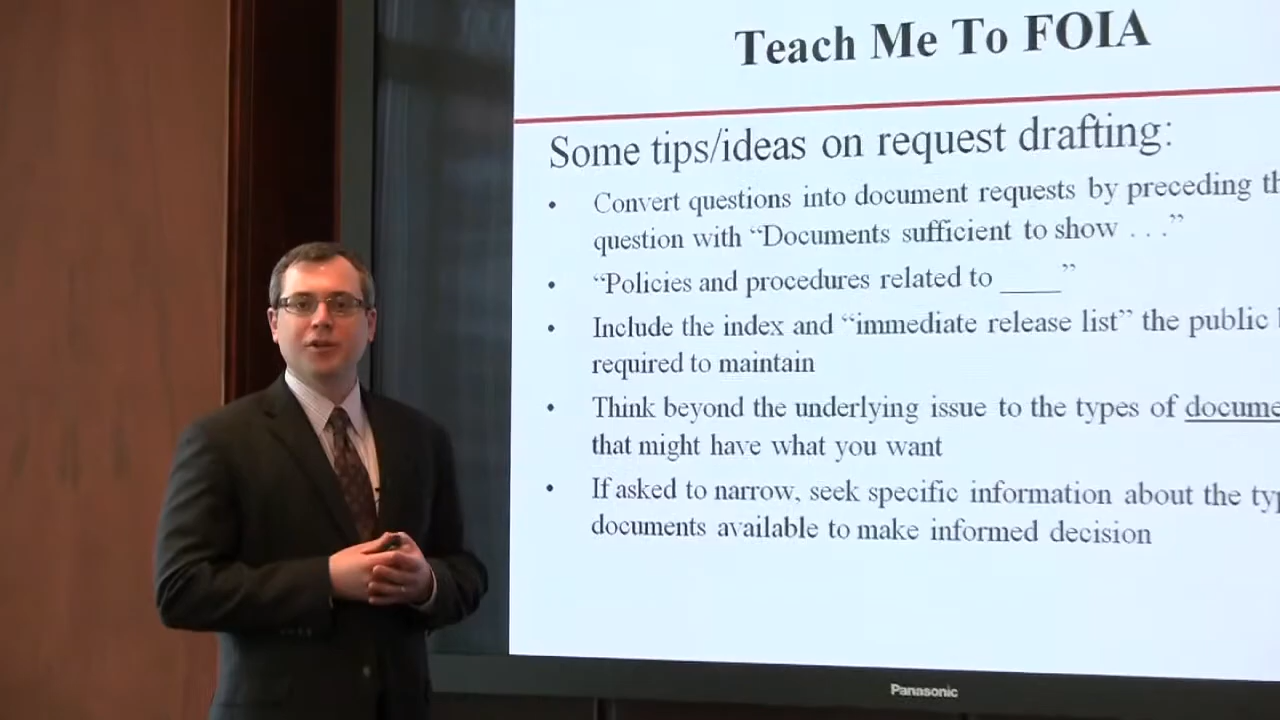 Teach Me To FOIA
Some tips/ideas on request drafting:
• Convert questions into document requests by preceding th
question with “Documents sufficient to show . . .”
• “Policies and procedures related to ____”
• Include the index and “immediate release list” the public
required to maintain
• Think beyond the underlying issue to the types of docume
that might have what you want
• If asked to narrow, seek specific information about the typ
documents available to make informed decision
Panasonic